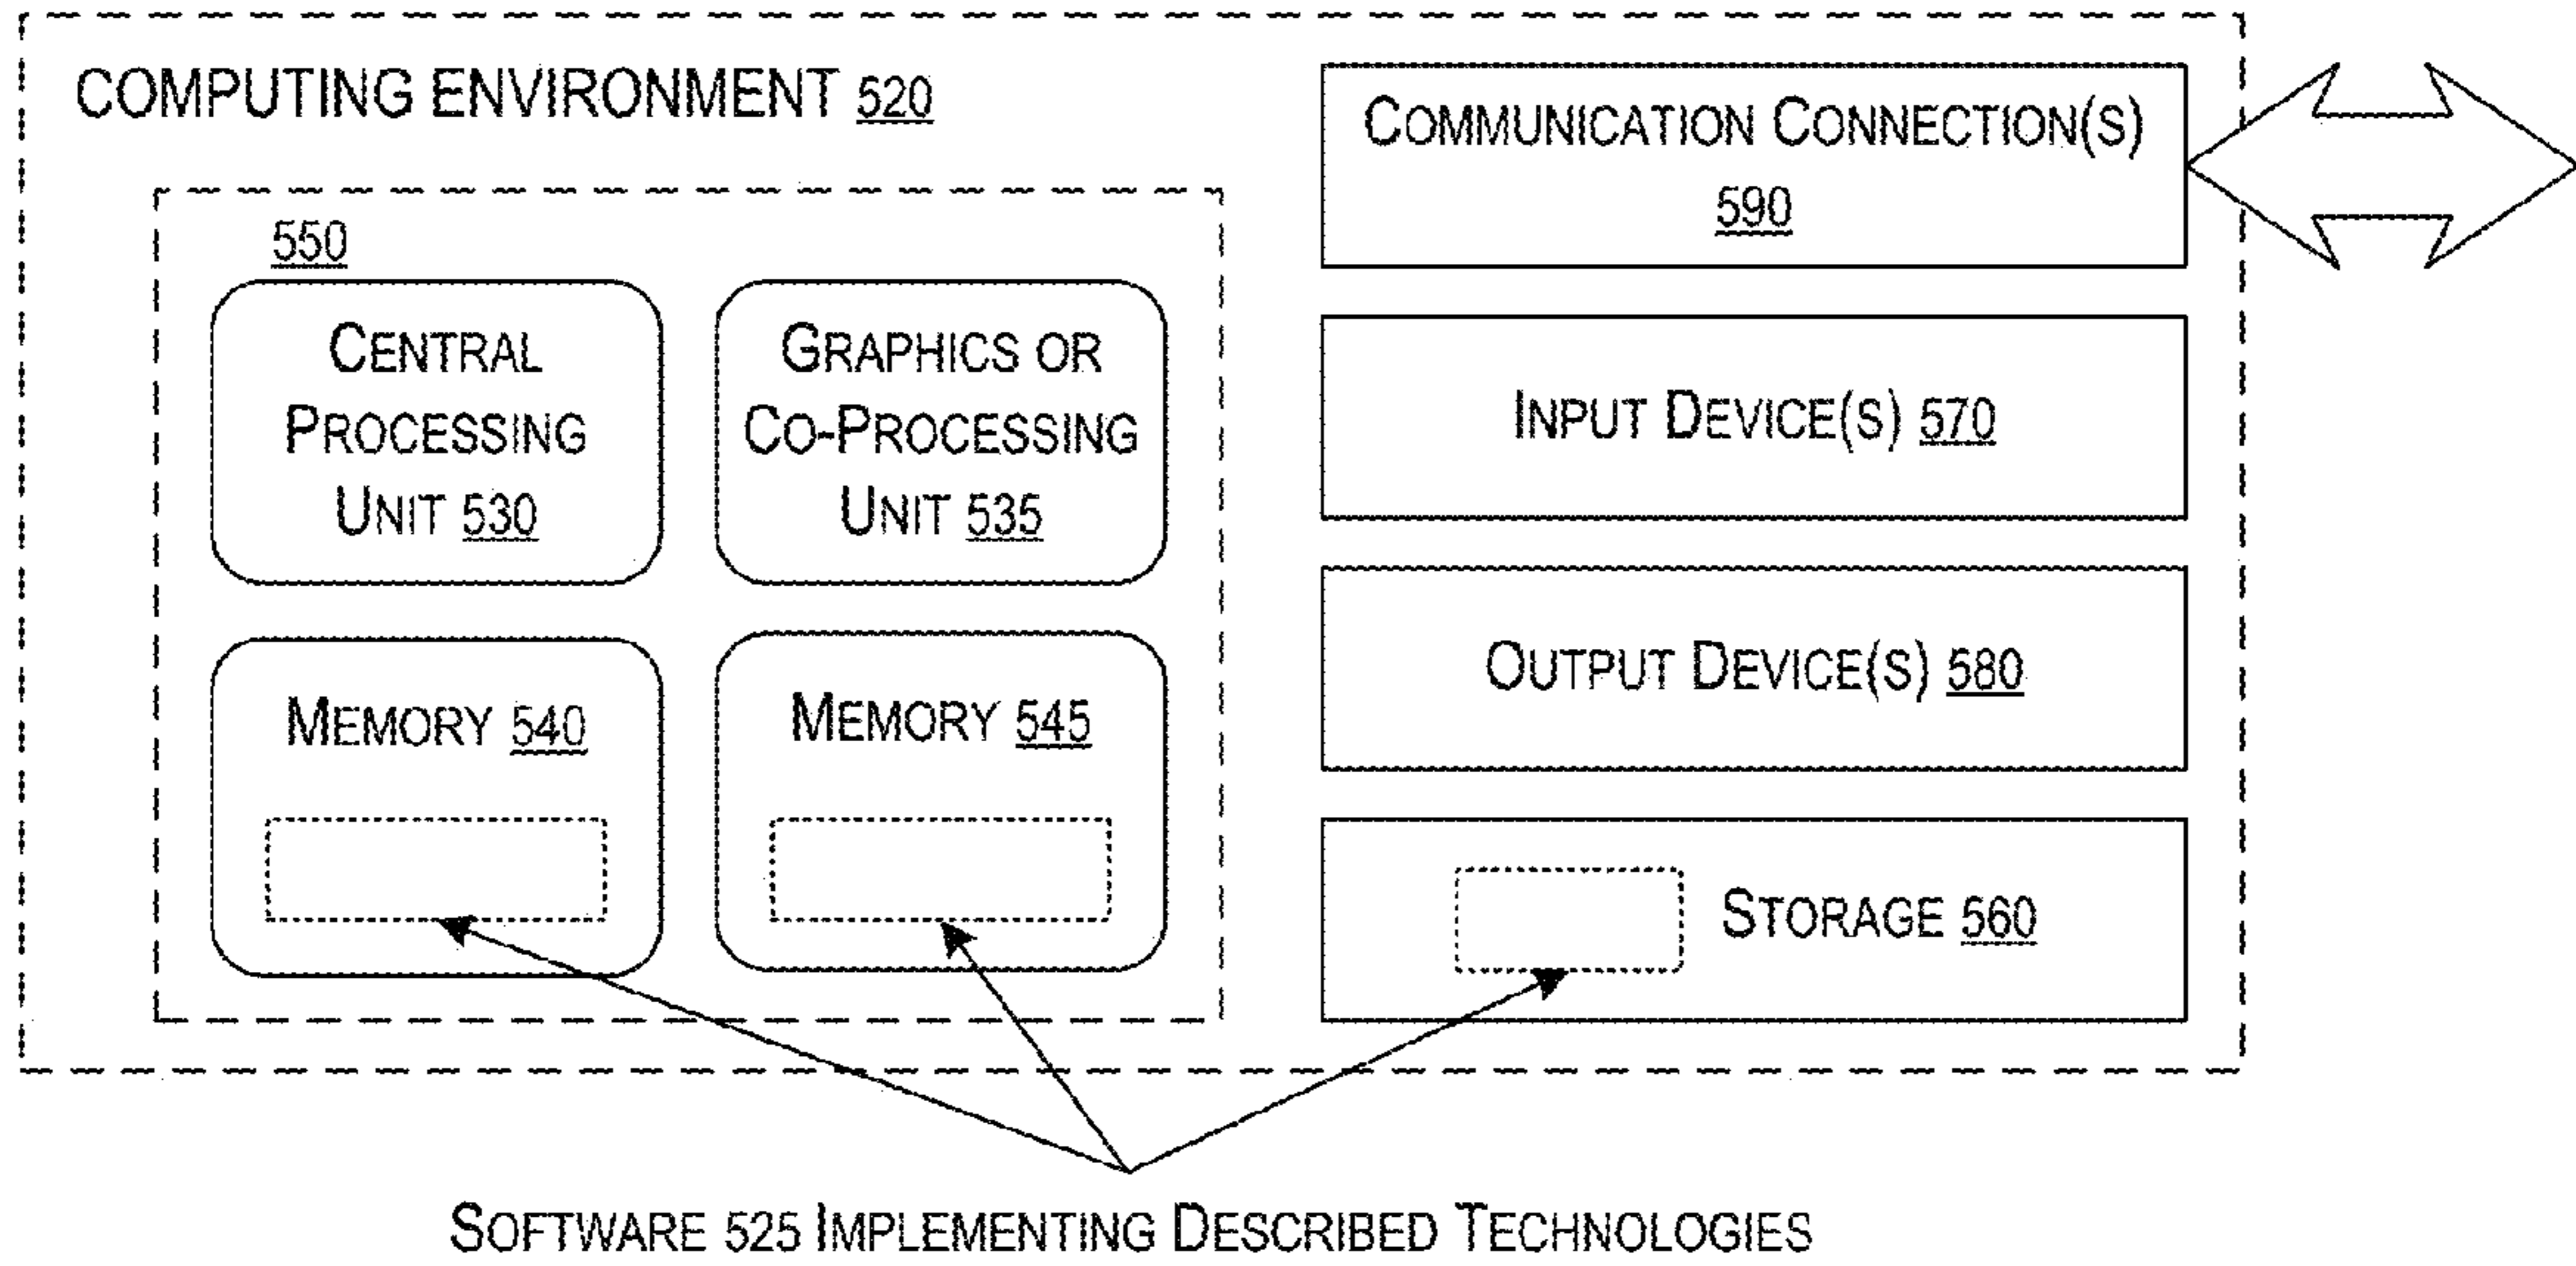 COMPUTING ENVIRONMENT 520
550
CENTRAL
PROCESSING
UNIT 530
GRAPHICS OR
CO-PROCESSING
UNIT 535
MEMORY 540
MEMORY 545
COMMUNICATION CONNECTION(S)
590
INPUT DEVICE(S) 570
OUTPUT DEVICE(S) 580
STORAGE 560
SOFTWARE 525 IMPLEMENTING DESCRIBED TECHNOLOGIES